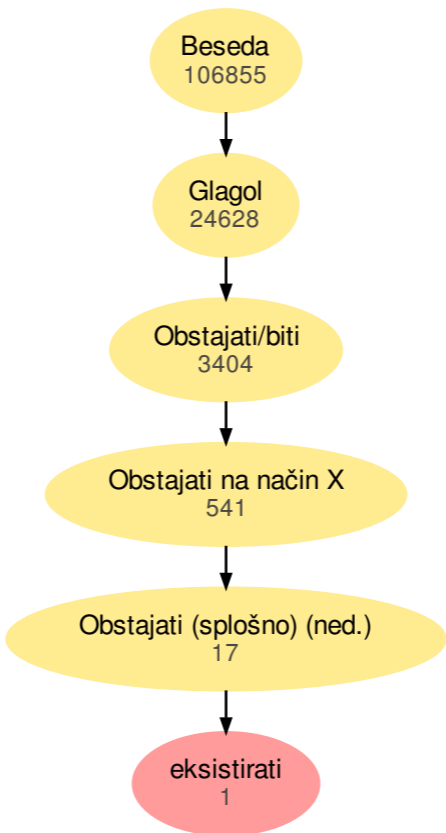 Beseda
106855
Glagol
24628
Obstajati/biti
3404
Obstajati na način X
541
Obstajati (splošno) (ned.)
17
eksistirati
1